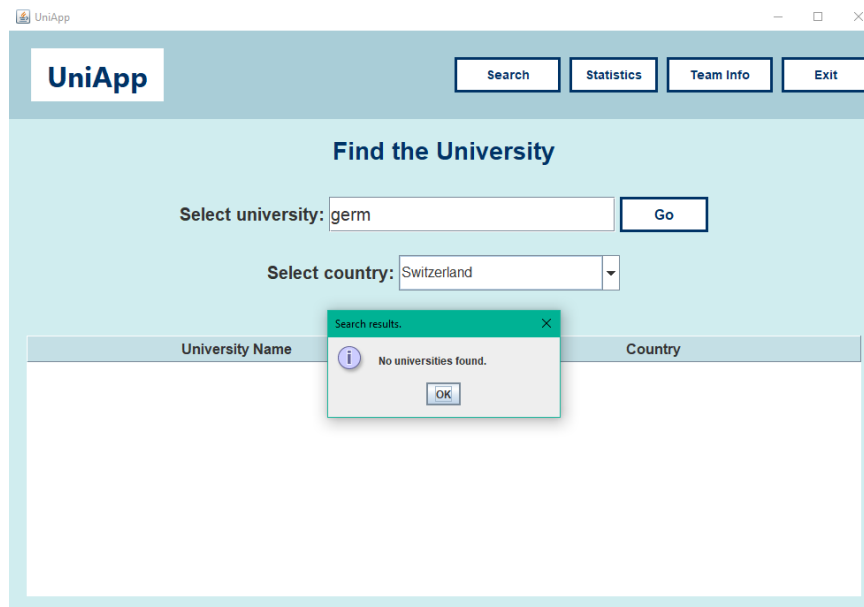 UniApp
UniApp
Search Statistics Team Info Exit
Find the University
Select university: germ Go
Select country: Switzerland
Search results.
University Name Country
i No universities found.
OK